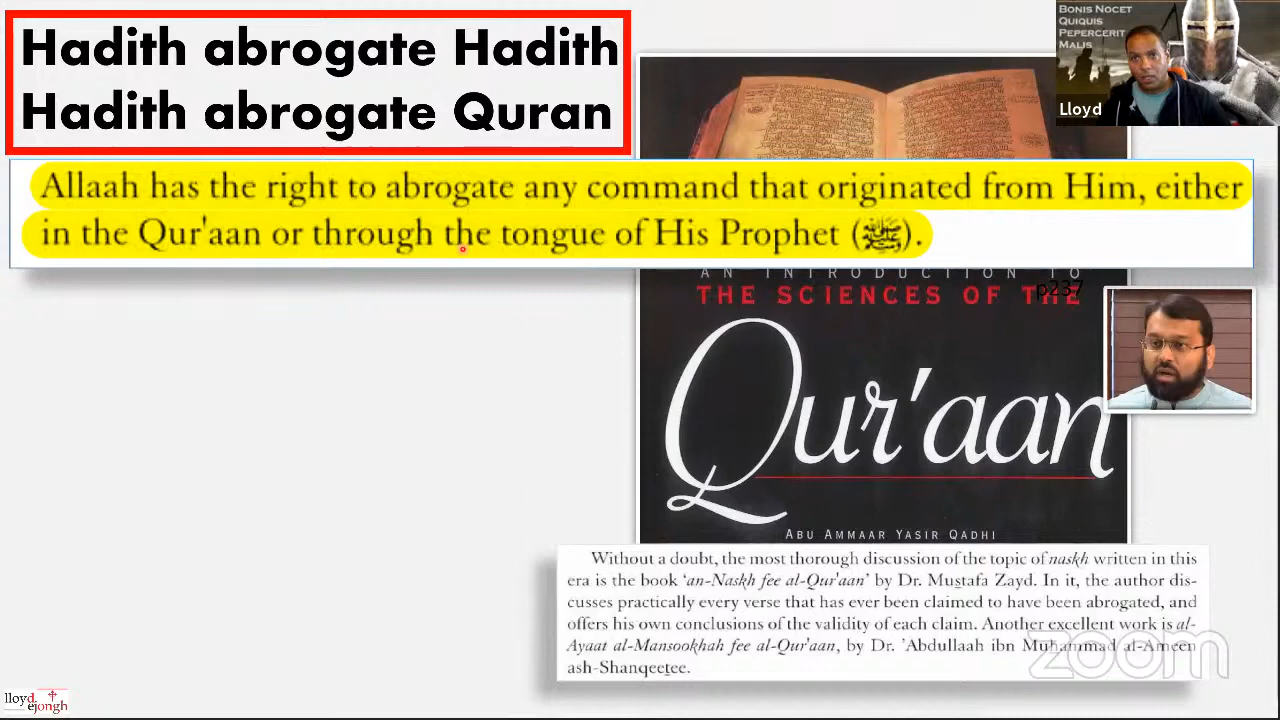 Hadith abrogate Hadith
Hadith abrogate Quran
BONIS NOCET
QUIQUIS
PEPERCERIT
MALIS
Lloyd
Allaah has the right to abrogate any command that originated from Him, either
in the Qur'aan or through the tongue of His Prophet (ﷺ).
AN INTRODUCTION TO
p237
THE SCIENCES OF THE
Qur'aan
ABU AMMAAR YASIR QADHI
Without a doubt, the most thorough discussion of the topic of naskh written in this
era is the book 'an-Naskh fee al-Qur'aan' by Dr. Mustafa Zayd. In it, the author dis-
cusses practically every verse that has ever been claimed to have been abrogated, and
offers his own conclusions of the validity of each claim. Another excellent work is al-
Ayaat al-Mansookhah fee al-Qur'aan, by Dr. 'Abdullaah ibn Muhammad al-Ameen
ash-Shanqeetee.
zoom
lloyd
ejongh